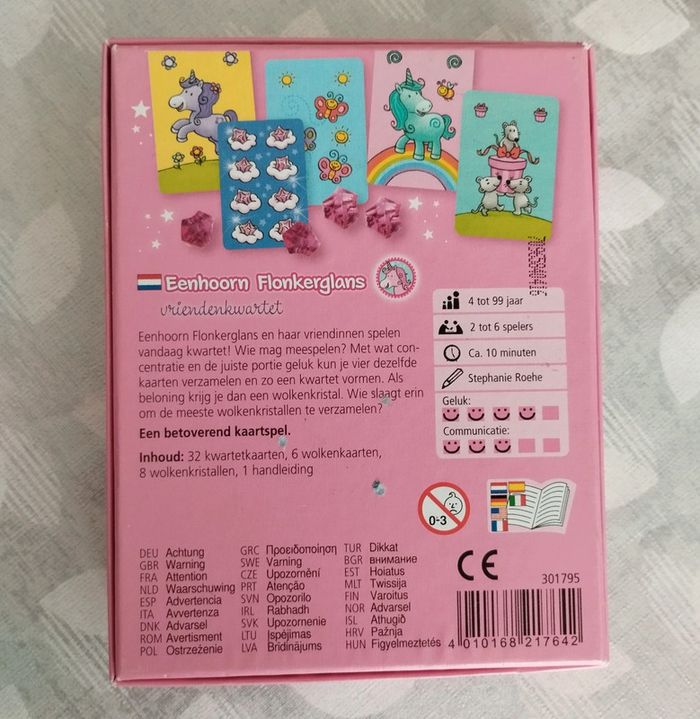 Eenhoorn Flonkerglans
vriendenkwartet
Eenhoorn Flonkerglans en haar vriendinnen spelen
vandaag kwartet! Wie mag meespelen? Met wat con-
centratie en de juiste portie geluk kun je vier dezelfde
kaarten verzamelen en zo een kwartet vormen. Als
beloning krijg je dan een wolkenkristal. Wie slaagt erin
om de meeste wolkenkristallen te verzamelen?
Een betoverend kaartspel.
Inhoud: 32 kwartetkaarten, 6 wolkenkaarten,
8 wolkenkristallen, 1 handleiding
4 tot 99 jaar
2 tot 6 spelers
Ca. 10 minuten
Stephanie Roehe
Geluk:
Communicatie:
0-3
DEU Achtung
GBR Warning
FRA Attention
NLD Waarschuwing
ESP Advertencia
ITA Avvertenza
DNK Advarsel
ROM Avertisment
POL Ostrzeżenie
GRC Προειδοποίηση
SWE Varning
CZE Upozornění
PRT Atenção
SVN Opozorilo
IRL Rabhadh
SVK Upozornenie
LTU Įspėjimas
LVA Brīdinājums
TUR Dikkat
BGR внимание
EST Hoiatus
MLT Twissija
FIN Varoitus
NOR Advarsel
ISL Athugið
HRV Pažnja
HUN Figyelmeztetés
CE
301795
4 010168 217642